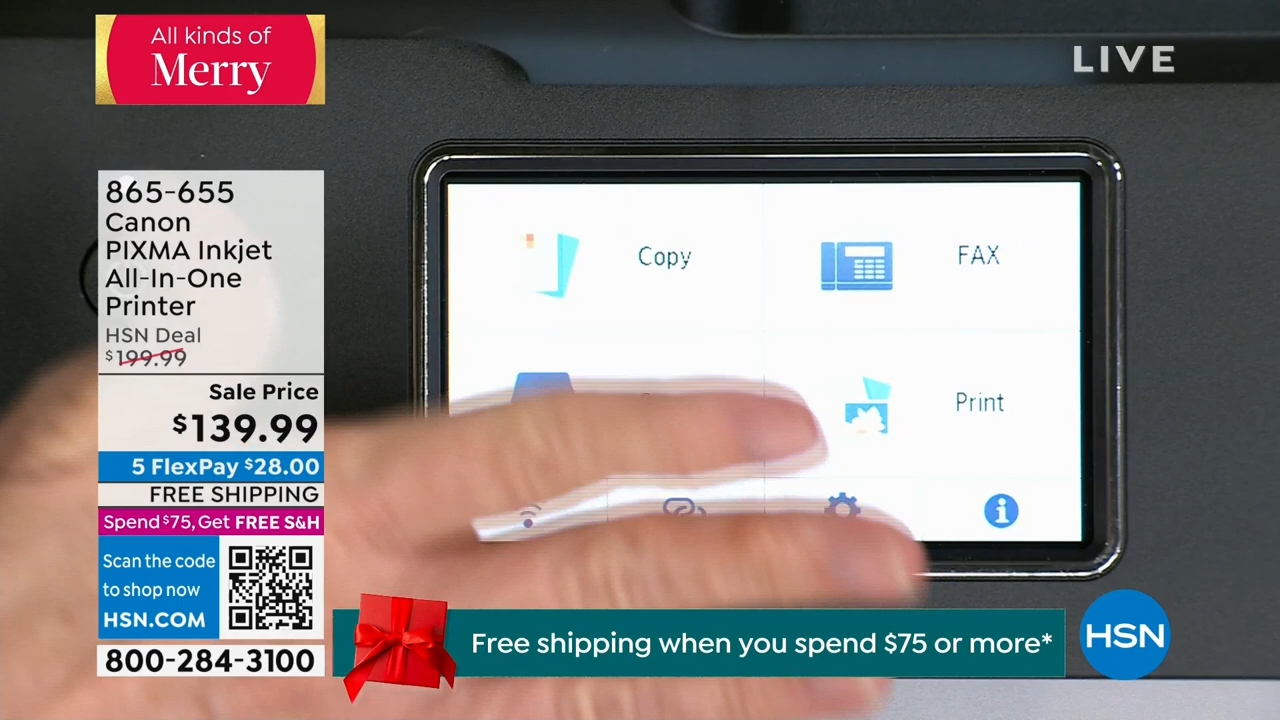 All kinds of
Merry
LIVE
865-655
Canon
PIXMA Inkjet
All-In-One
Printer
HSN Deal
$199.99
Sale Price
$139.99
5 FlexPay $28.00
FREE SHIPPING
Spend $75, Get FREE S&H
Scan the code
to shop now
HSN.COM
800-284-3100
Copy
FAX
Print
Free shipping when you spend $75 or more*
HSN